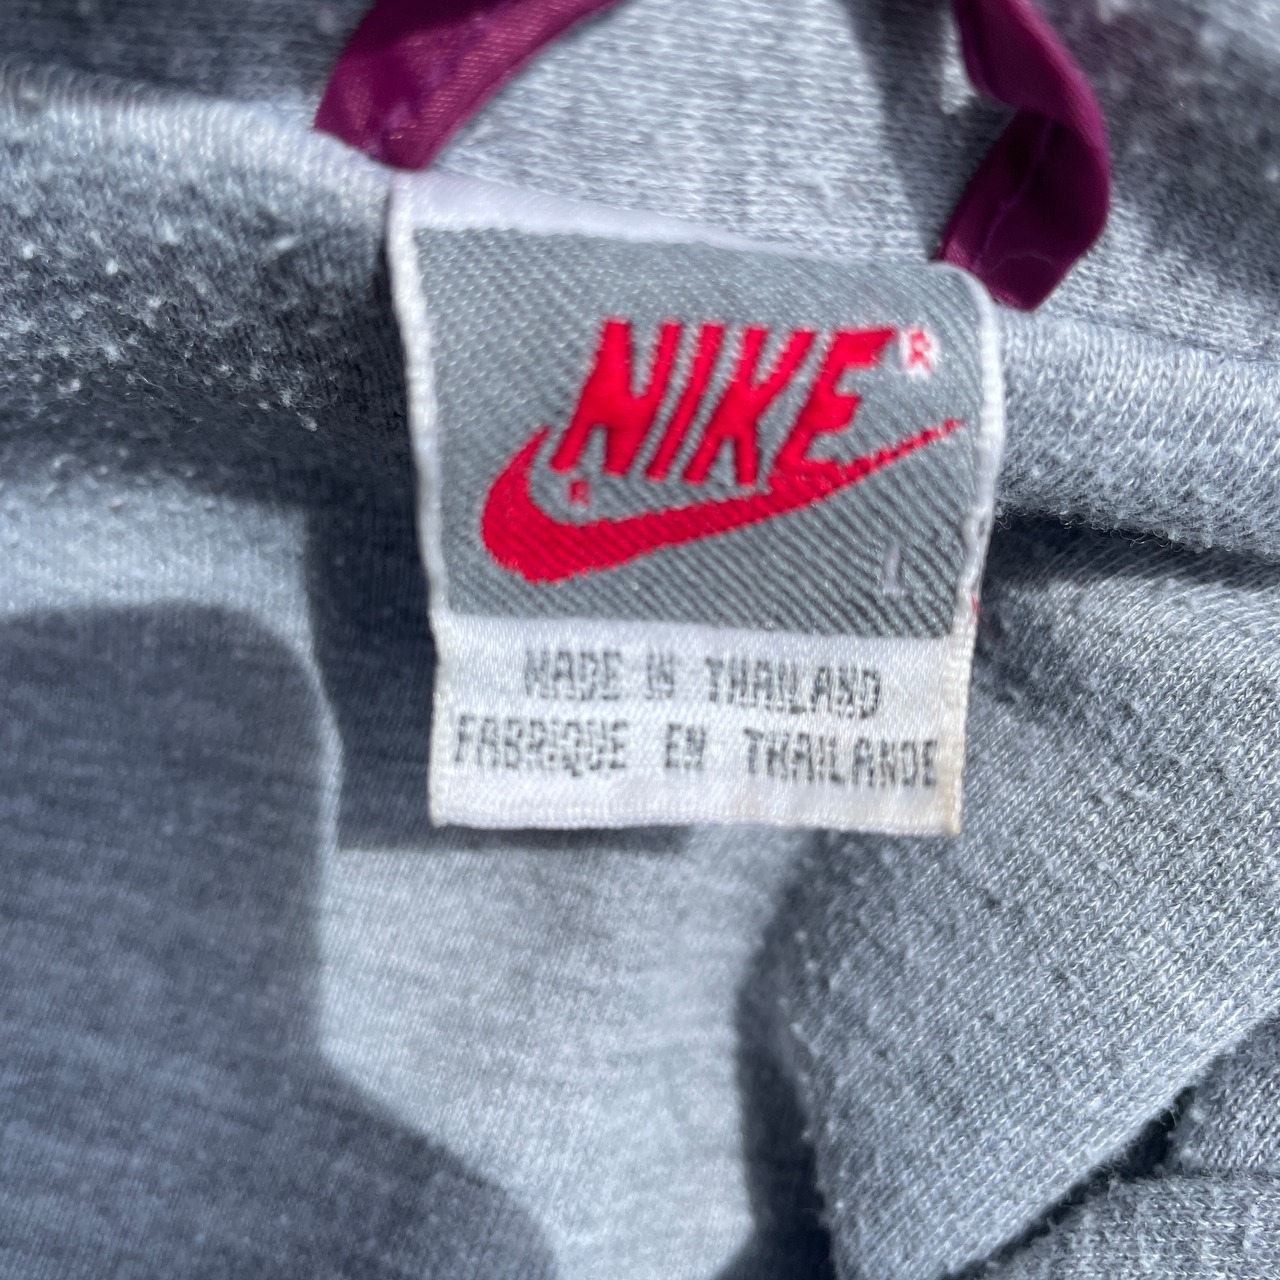 NIKE®
®
L
MADE IN THAILAND
FABRIQUE EN THAILANDE